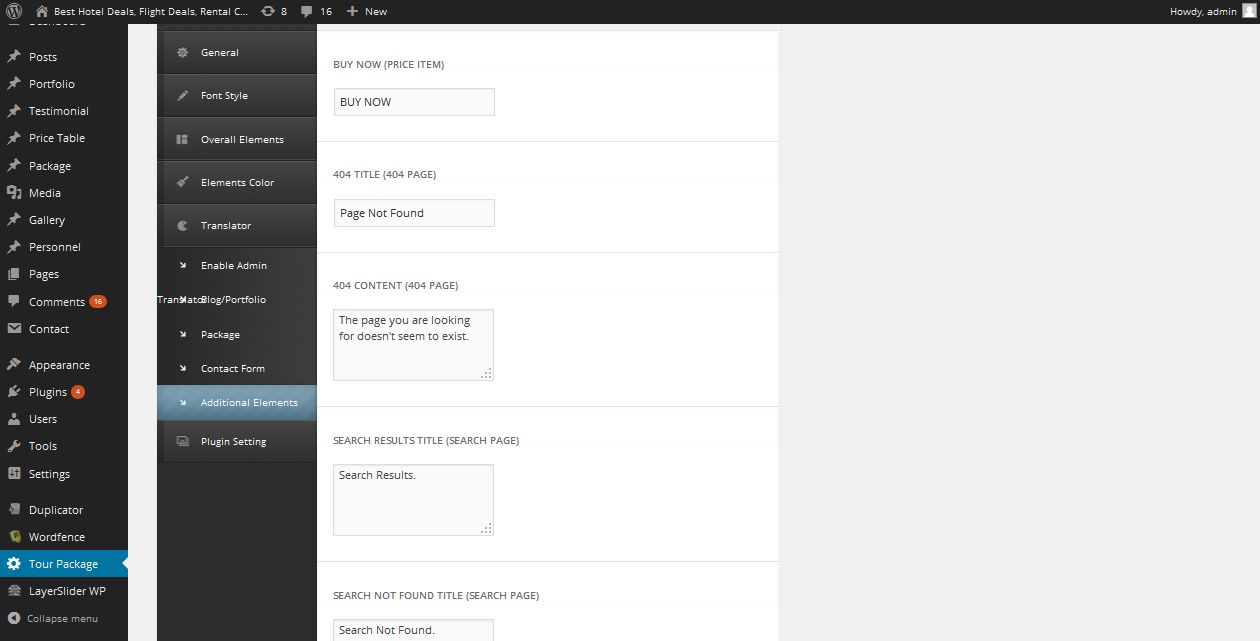 Best Hotel Deals, Flight Deals, Rental C...
8
16
New
Howdy, admin
Dashboard
Posts
Portfolio
Testimonial
Price Table
Package
Media
Gallery
Personnel
Pages
Comments 16
Contact
Appearance
Plugins 4
Users
Tools
Settings
Duplicator
Wordfence
Tour Package
LayerSlider WP
Collapse menu
General
Font Style
Overall Elements
Elements Color
Translator
Enable Admin
Translator
Blog/Portfolio
Package
Contact Form
Additional Elements
Plugin Setting
BUY NOW (PRICE ITEM)
BUY NOW
404 TITLE (404 PAGE)
Page Not Found
404 CONTENT (404 PAGE)
The page you are looking
for doesn't seem to exist.
SEARCH RESULTS TITLE (SEARCH PAGE)
Search Results.
SEARCH NOT FOUND TITLE (SEARCH PAGE)
Search Not Found.